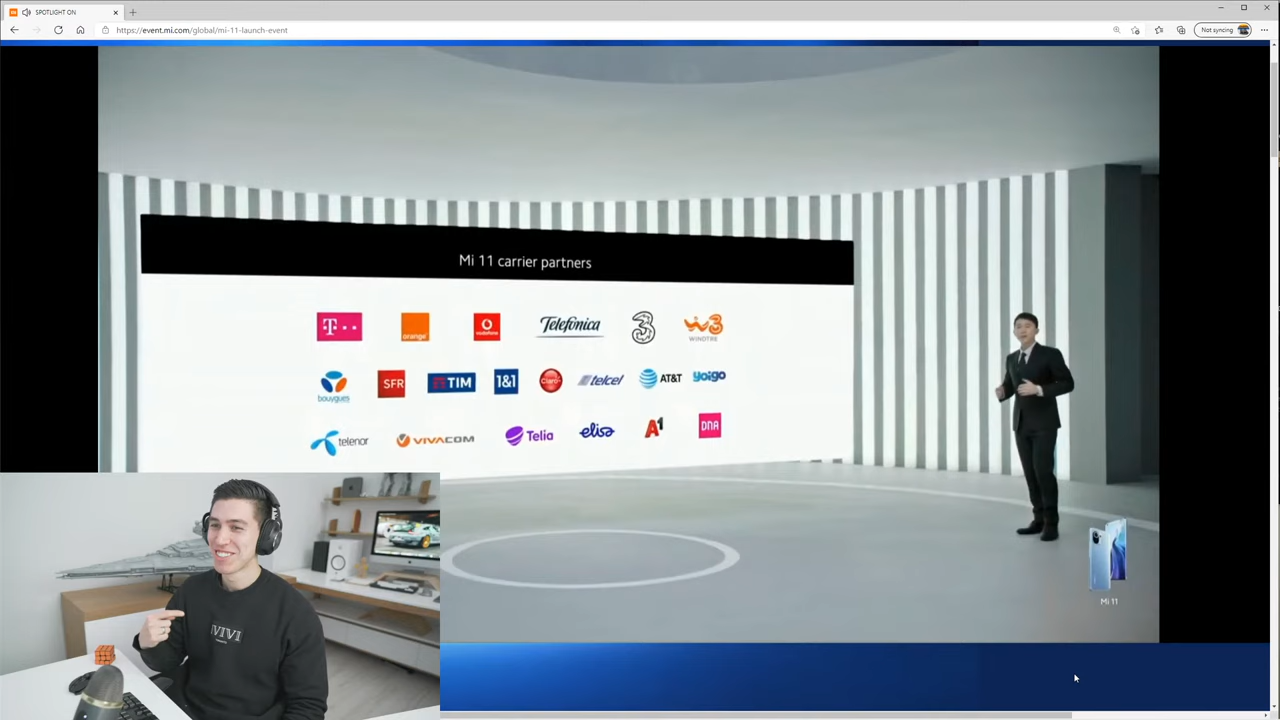 SPOTLIGHT ON
https://event.mi.com/global/mi-11-launch-event
Not syncing
Mi 11 carrier partners
T
orange
vodafone
Telefónica
3
WINDTRE
bouygues
SFR
TIM
1&1
Claro
telcel
AT&T
yoigo
telenor
VIVACOM
Telia
elisa
A1
DNA
Mi 11